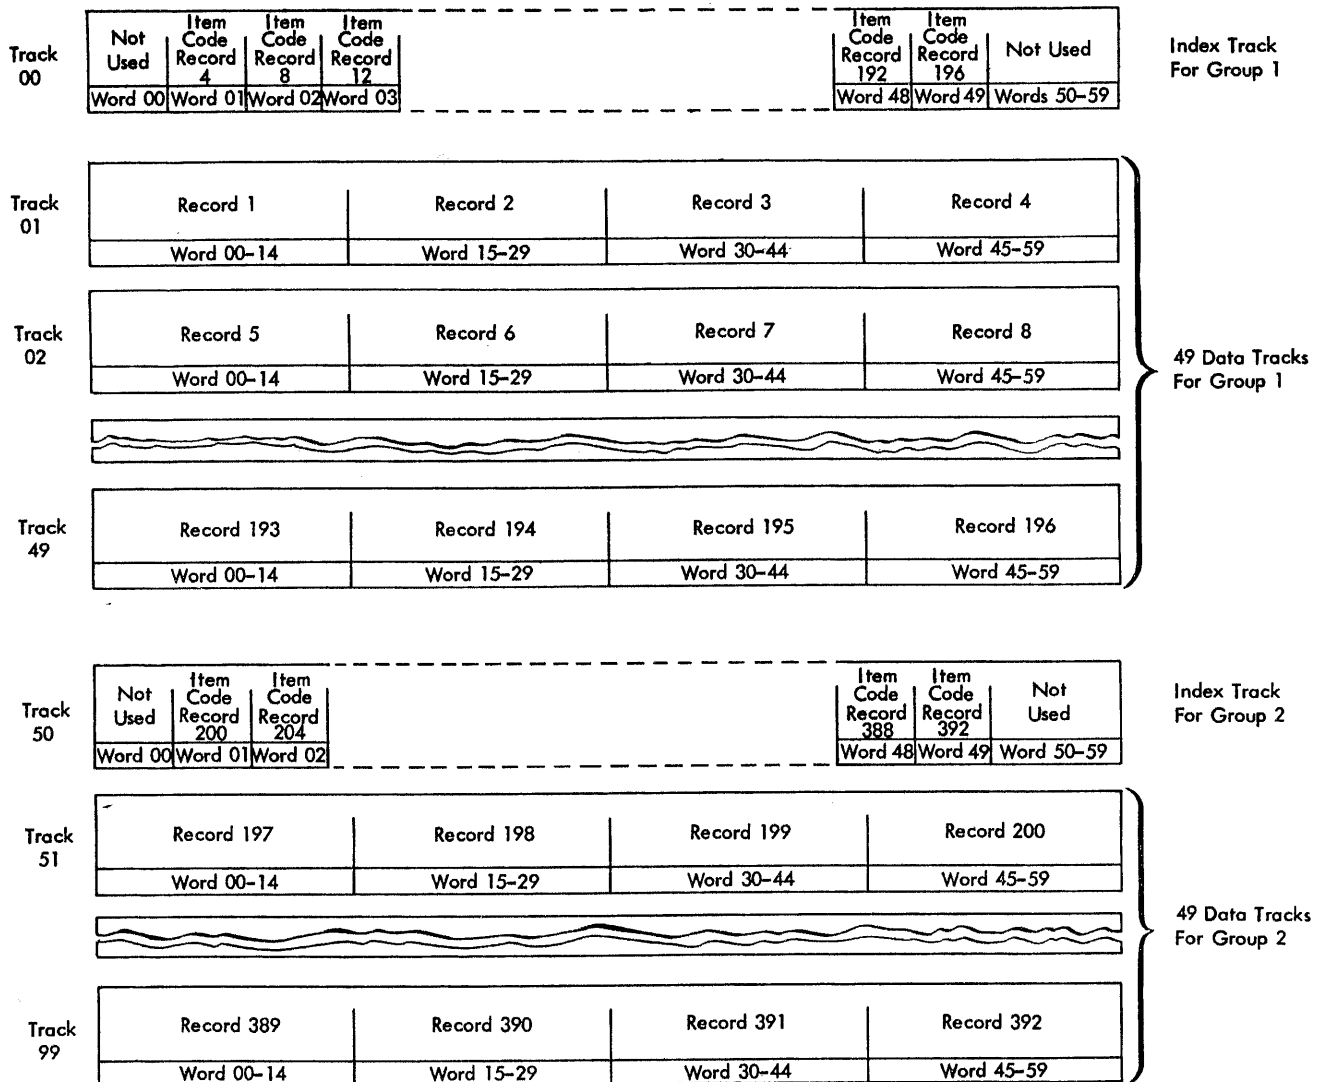 Track
00
Not
Used
Word 00
Item
Code
Record
4
Word 01
Item
Code
Record
8
Word 02
Item
Code
Record
12
Word 03
Item
Code
Record
192
Word 48
Item
Code
Record
196
Word 49
Not Used
Words 50-59
Index Track
For Group 1
Track
01
Record 1
Record 2
Record 3
Record 4
Word 00-14
Word 15-29
Word 30-44
Word 45-59
Track
02
Record 5
Record 6
Record 7
Record 8
Word 00-14
Word 15-29
Word 30-44
Word 45-59
49 Data Tracks
For Group 1
Track
49
Record 193
Record 194
Record 195
Record 196
Word 00-14
Word 15-29
Word 30-44
Word 45-59
Track
50
Not
Used
Word 00
Item
Code
Record
200
Word 01
Item
Code
Record
204
Word 02
Item
Code
Record
388
Word 48
Item
Code
Record
392
Word 49
Not
Used
Word 50-59
Index Track
For Group 2
Track
51
Record 197
Record 198
Record 199
Record 200
Word 00-14
Word 15-29
Word 30-44
Word 45-59
49 Data Tracks
For Group 2
Track
99
Record 389
Record 390
Record 391
Record 392
Word 00-14
Word 15-29
Word 30-44
Word 45-59